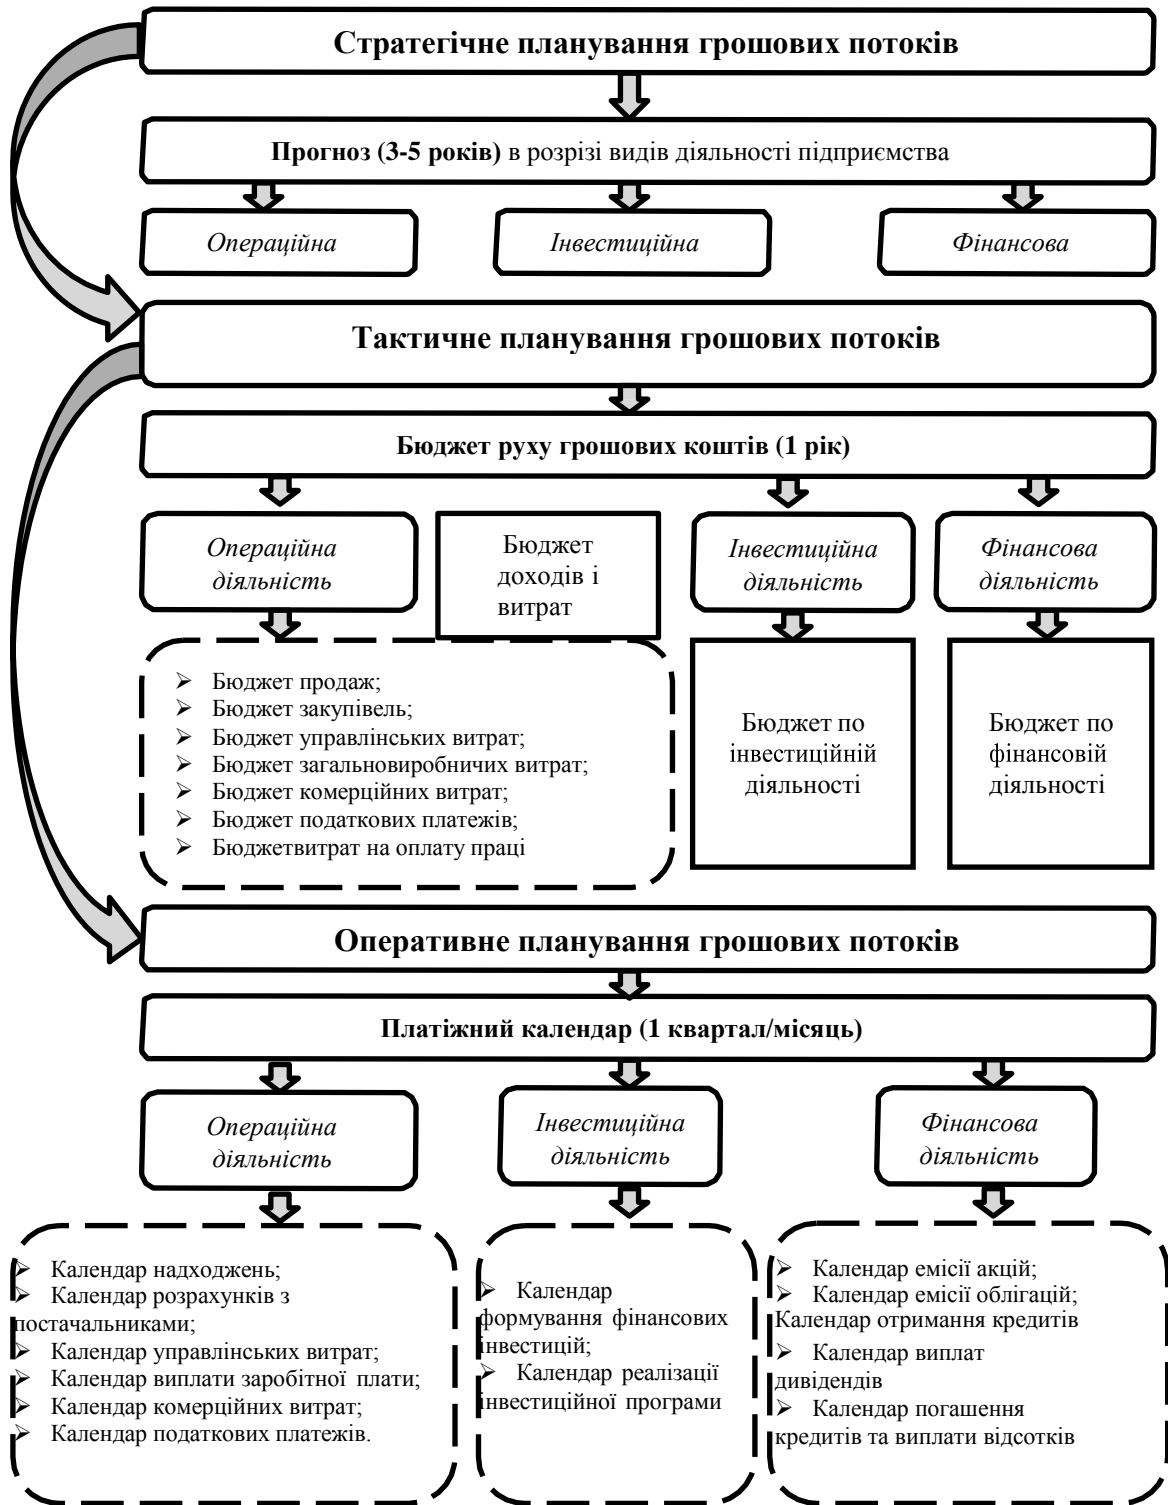 Стратегічне планування грошових потоків
Прогноз (3-5 років) в розрізі видів діяльності підприємства
Операційна
Інвестиційна
Фінансова
Тактичне планування грошових потоків
Бюджет руху грошових коштів (1 рік)
Операційна
діяльність
Бюджет
доходів і
витрат
Інвестиційна
діяльність
Фінансова
діяльність
➢ Бюджет продаж;
➢ Бюджет закупівель;
➢ Бюджет управлінських витрат;
➢ Бюджет загальновиробничих витрат;
➢ Бюджет комерційних витрат;
➢ Бюджет податкових платежів;
➢ Бюджетвитрат на оплату праці
Бюджет по
інвестиційній
діяльності
Бюджет по
фінансовій
діяльності
Оперативне планування грошових потоків
Платіжний календар (1 квартал/місяць)
Операційна
діяльність
Інвестиційна
діяльність
Фінансова
діяльність
➢ Календар надходжень;
➢ Календар розрахунків з
постачальниками;
➢ Календар управлінських витрат;
➢ Календар виплати заробітної плати;
➢ Календар комерційних витрат;
➢ Календар податкових платежів.
➢ Календар
формування фінансових
інвестицій;
➢ Календар реалізації
інвестиційної програми
➢ Календар емісії акцій;
➢ Календар емісії облігацій;
Календар отримання кредитів
➢ Календар виплат
дивідендів
➢ Календар погашення
кредитів та виплати відсотків